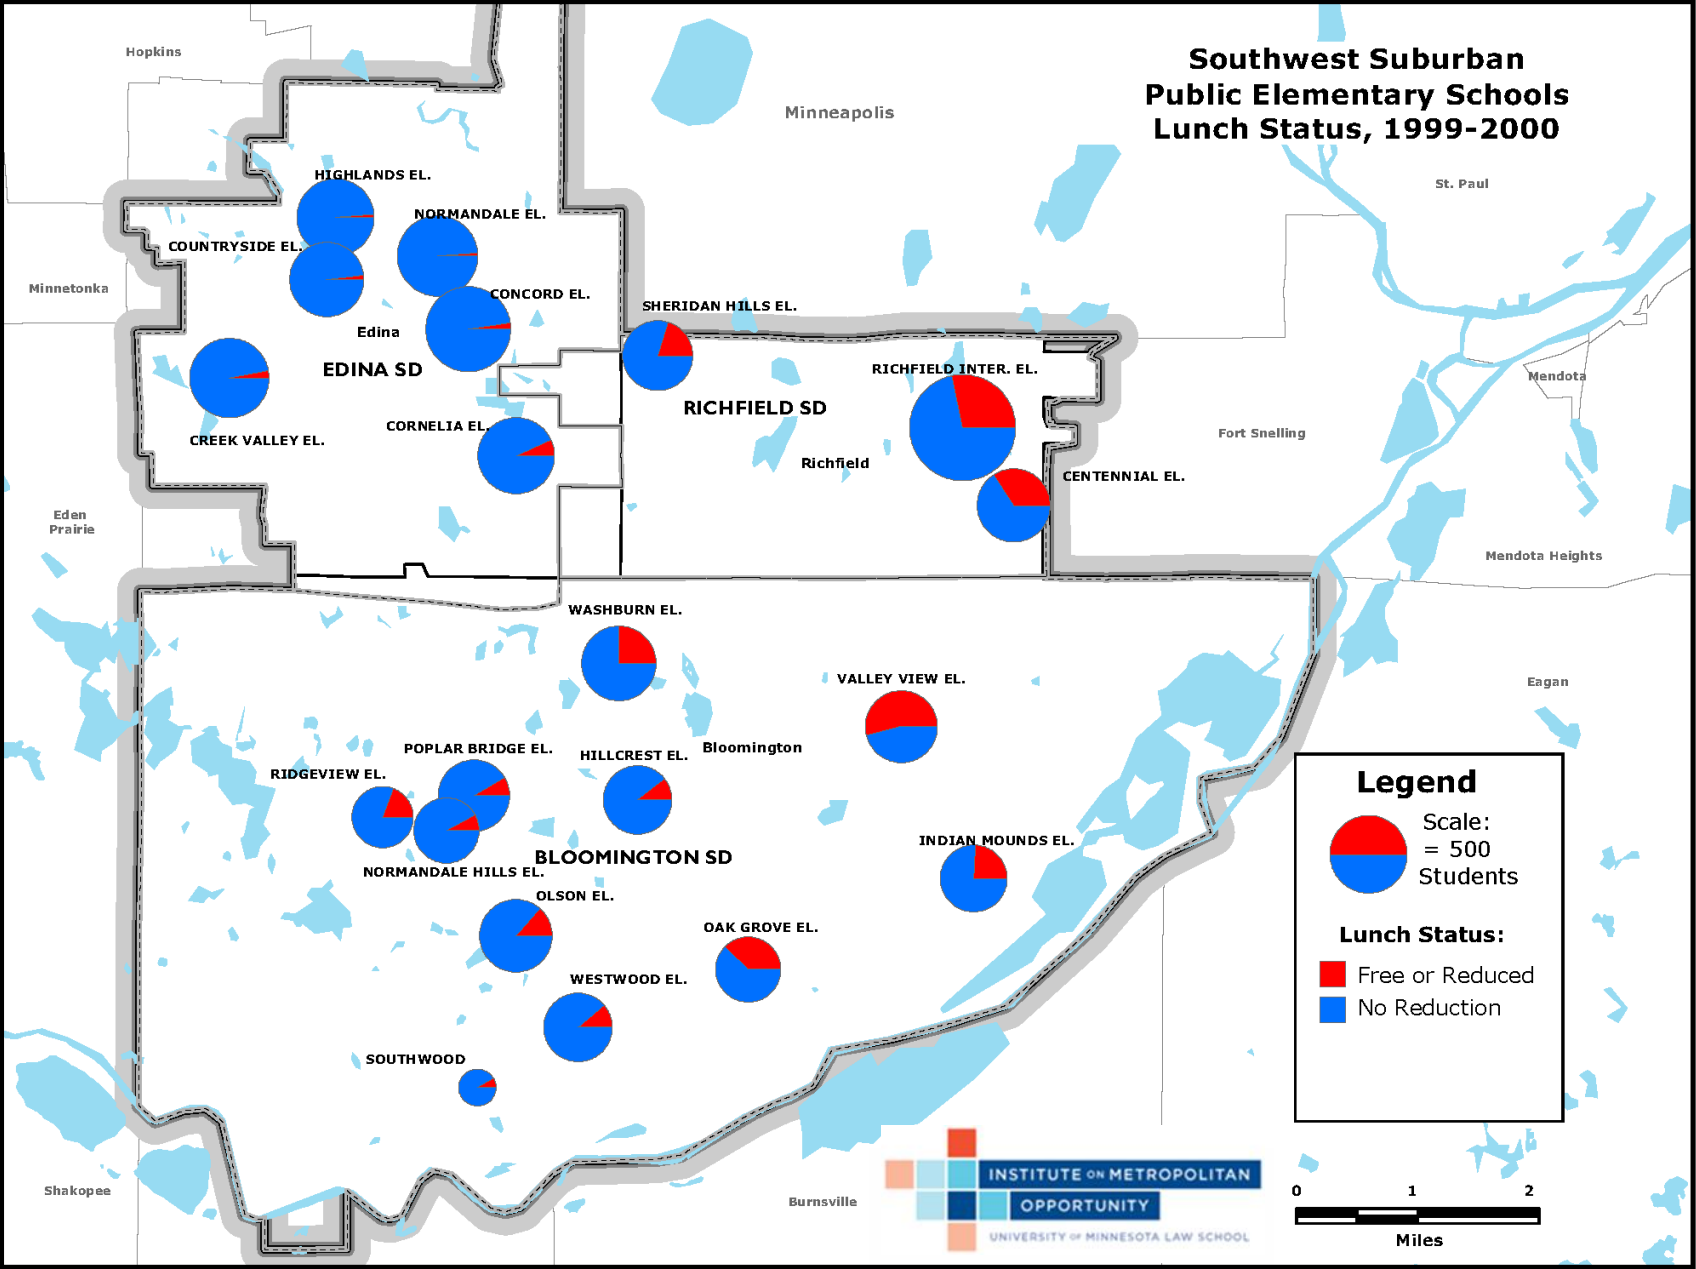 Southwest Suburban
Public Elementary Schools
Lunch Status, 1999-2000
Hopkins
Minneapolis
St. Paul
HIGHLANDS EL.
NORMANDALE EL.
COUNTRYSIDE EL.
Minnetonka
CONCORD EL.
SHERIDAN HILLS EL.
Edina
EDINA SD
RICHFIELD INTER. EL.
Mendota
RICHFIELD SD
CORNELIA EL.
CREEK VALLEY EL.
Fort Snelling
Richfield
CENTENNIAL EL.
Eden
Prairie
Mendota Heights
WASHBURN EL.
VALLEY VIEW EL.
Eagan
POPLAR BRIDGE EL.
HILLCREST EL.
Bloomington
RIDGEVIEW EL.
INDIAN MOUNDS EL.
BLOOMINGTON SD
NORMANDALE HILLS EL.
OLSON EL.
OAK GROVE EL.
WESTWOOD EL.
SOUTHWOOD
Shakopee
Burnsville
Legend
Scale:
= 500
Students
Lunch Status:
Free or Reduced
No Reduction
INSTITUTE ON METROPOLITAN
OPPORTUNITY
UNIVERSITY OF MINNESOTA LAW SCHOOL
0 1 2
Miles